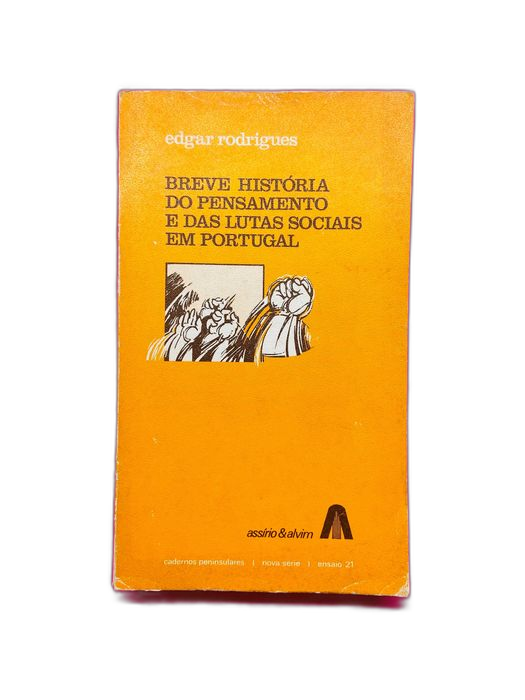 edgar rodrigues
BREVE HISTÓRIA
DO PENSAMENTO
E DAS LUTAS SOCIAIS
EM PORTUGAL
assírio & alvim
cadernos peninsulares | nova série | ensaio 21